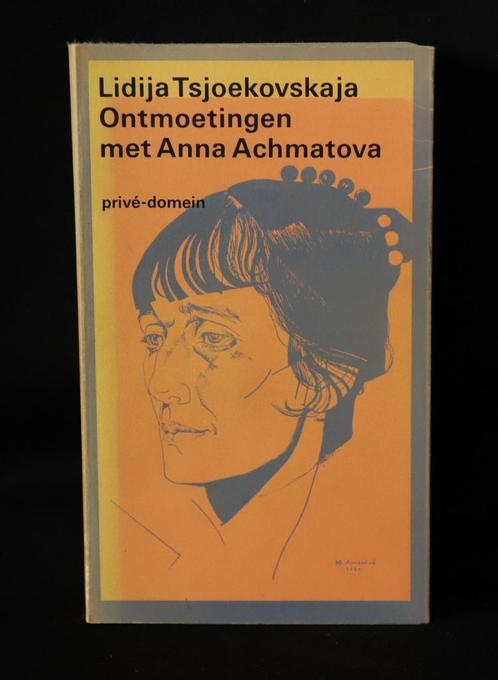 Lidija Tsjoekovskaja
Ontmoetingen
met Anna Achmatova
privé-domein